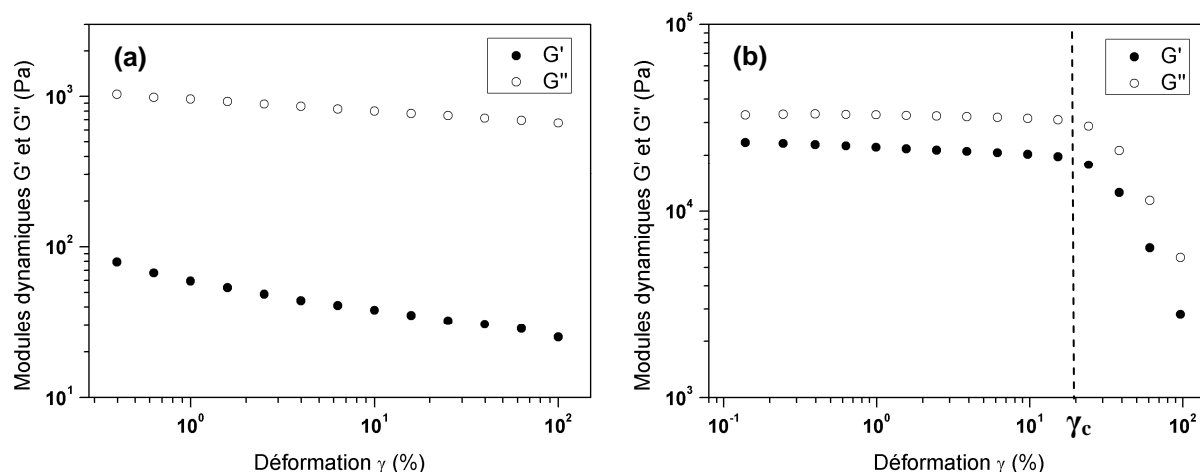 (a)
G'
G''
10³
10²
10¹
10⁰
10¹
10²
Modules dynamiques G' et G'' (Pa)
Déformation γ (%)
(b)
G'
G''
10⁵
10⁴
10³
10⁻¹
10⁰
10¹
γc
10²
Modules dynamiques G' et G'' (Pa)
Déformation γ (%)